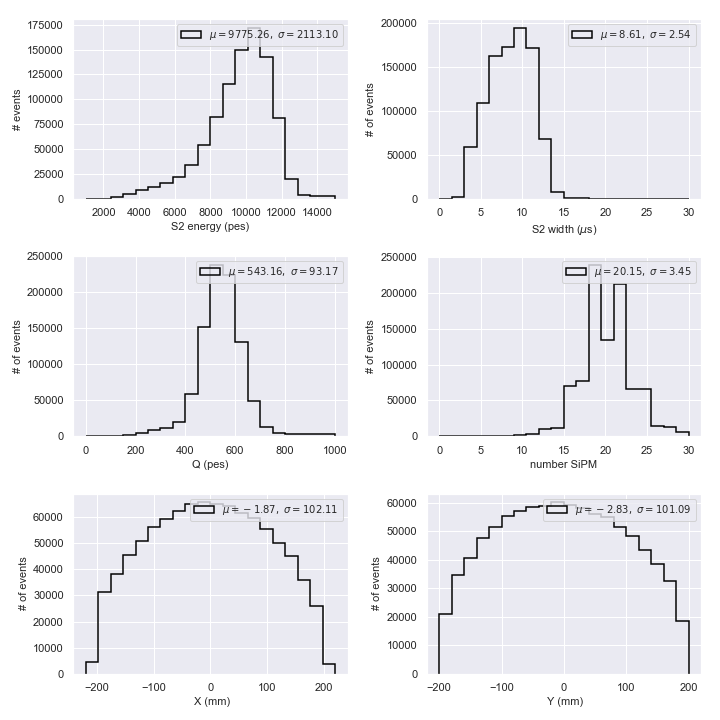 175000
150000
125000
100000
75000
50000
25000
0
# events
μ = 9775.26, σ = 2113.10
2000 4000 6000 8000 10000 12000 14000
S2 energy (pes)
200000
150000
100000
50000
0
# of events
μ = 8.61, σ = 2.54
0 5 10 15 20 25 30
S2 width (μs)
250000
200000
150000
100000
50000
0
# of events
μ = 543.16, σ = 93.17
0 200 400 600 800 1000
Q (pes)
250000
200000
150000
100000
50000
0
# of events
μ = 20.15, σ = 3.45
0 5 10 15 20 25 30
number SiPM
60000
50000
40000
30000
20000
10000
0
# of events
μ = −1.87, σ = 102.11
−200 −100 0 100 200
X (mm)
60000
50000
40000
30000
20000
10000
0
# of events
μ = −2.83, σ = 101.09
−200 −100 0 100 200
Y (mm)